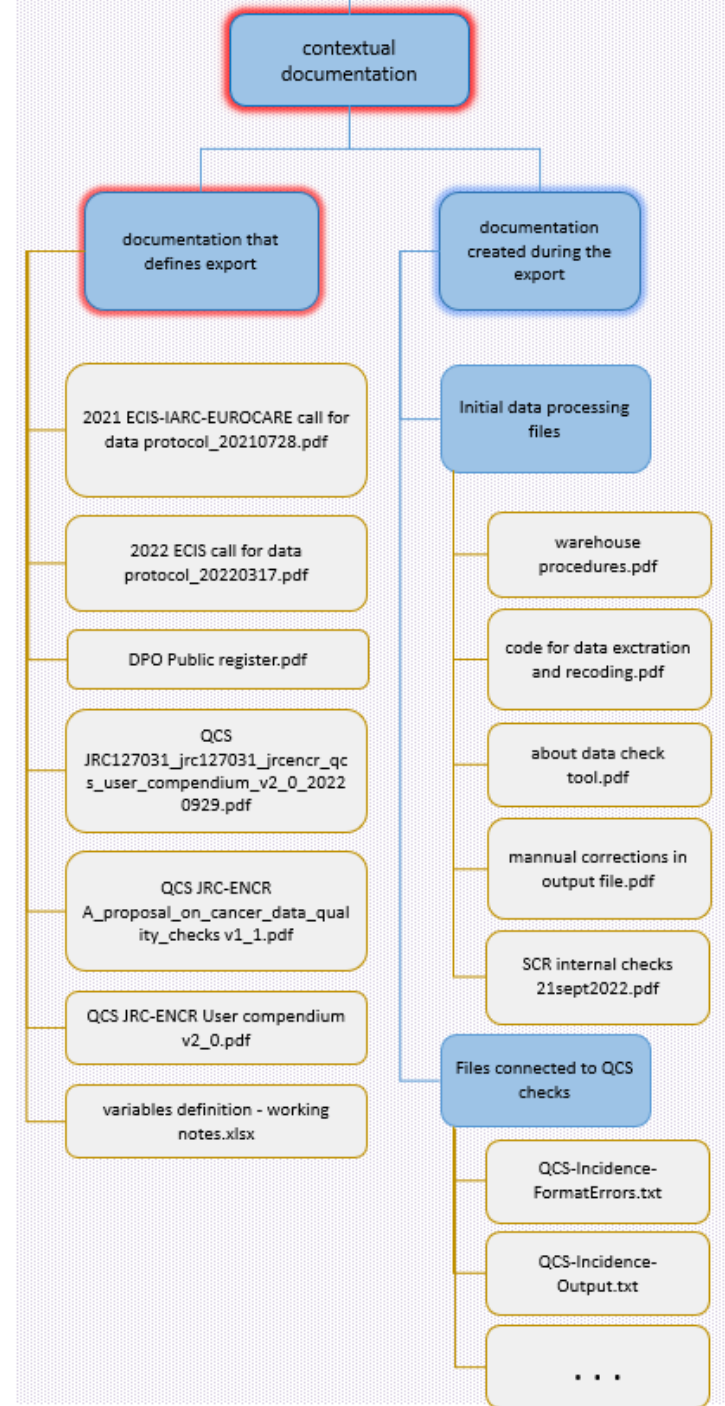 contextual
documentation
documentation that
defines export
2021 ECIS-IARC-EUROCARE call for
data protocol_20210728.pdf
2022 ECIS call for data
protocol_20220317.pdf
DPO Public register.pdf
QCS
JRC127031_jrc127031_jrcencr_qc
s_user_compendium_v2_0_2022
0929.pdf
QCS JRC-ENCR
A_proposal_on_cancer_data_qual
ity_checks v1_1.pdf
QCS JRC-ENCR User compendium
v2_0.pdf
variables definition - working
notes.xlsx
documentation
created during the
export
Initial data processing
files
warehouse
procedures.pdf
code for data exctration
and recoding.pdf
about data check
tool.pdf
mannual corrections in
output file.pdf
SCR internal checks
21sept2022.pdf
Files connected to QCS
checks
QCS-Incidence-
FormatErrors.txt
QCS-Incidence-
Output.txt
. . .